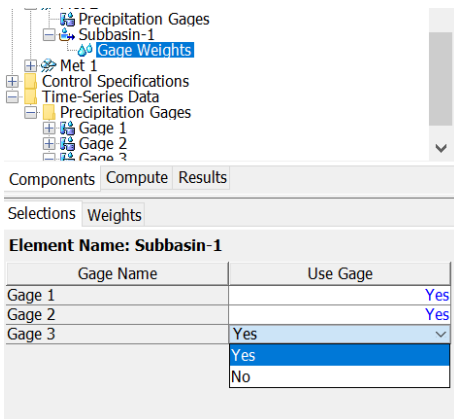 Precipitation Gages
Subbasin-1
Gage Weights
Met 1
Control Specifications
Time-Series Data
Precipitation Gages
Gage 1
Gage 2
Gage 3
Components Compute Results
Selections Weights
Element Name: Subbasin-1
Gage Name Use Gage
Gage 1 Yes
Gage 2 Yes
Gage 3 Yes
Yes
No